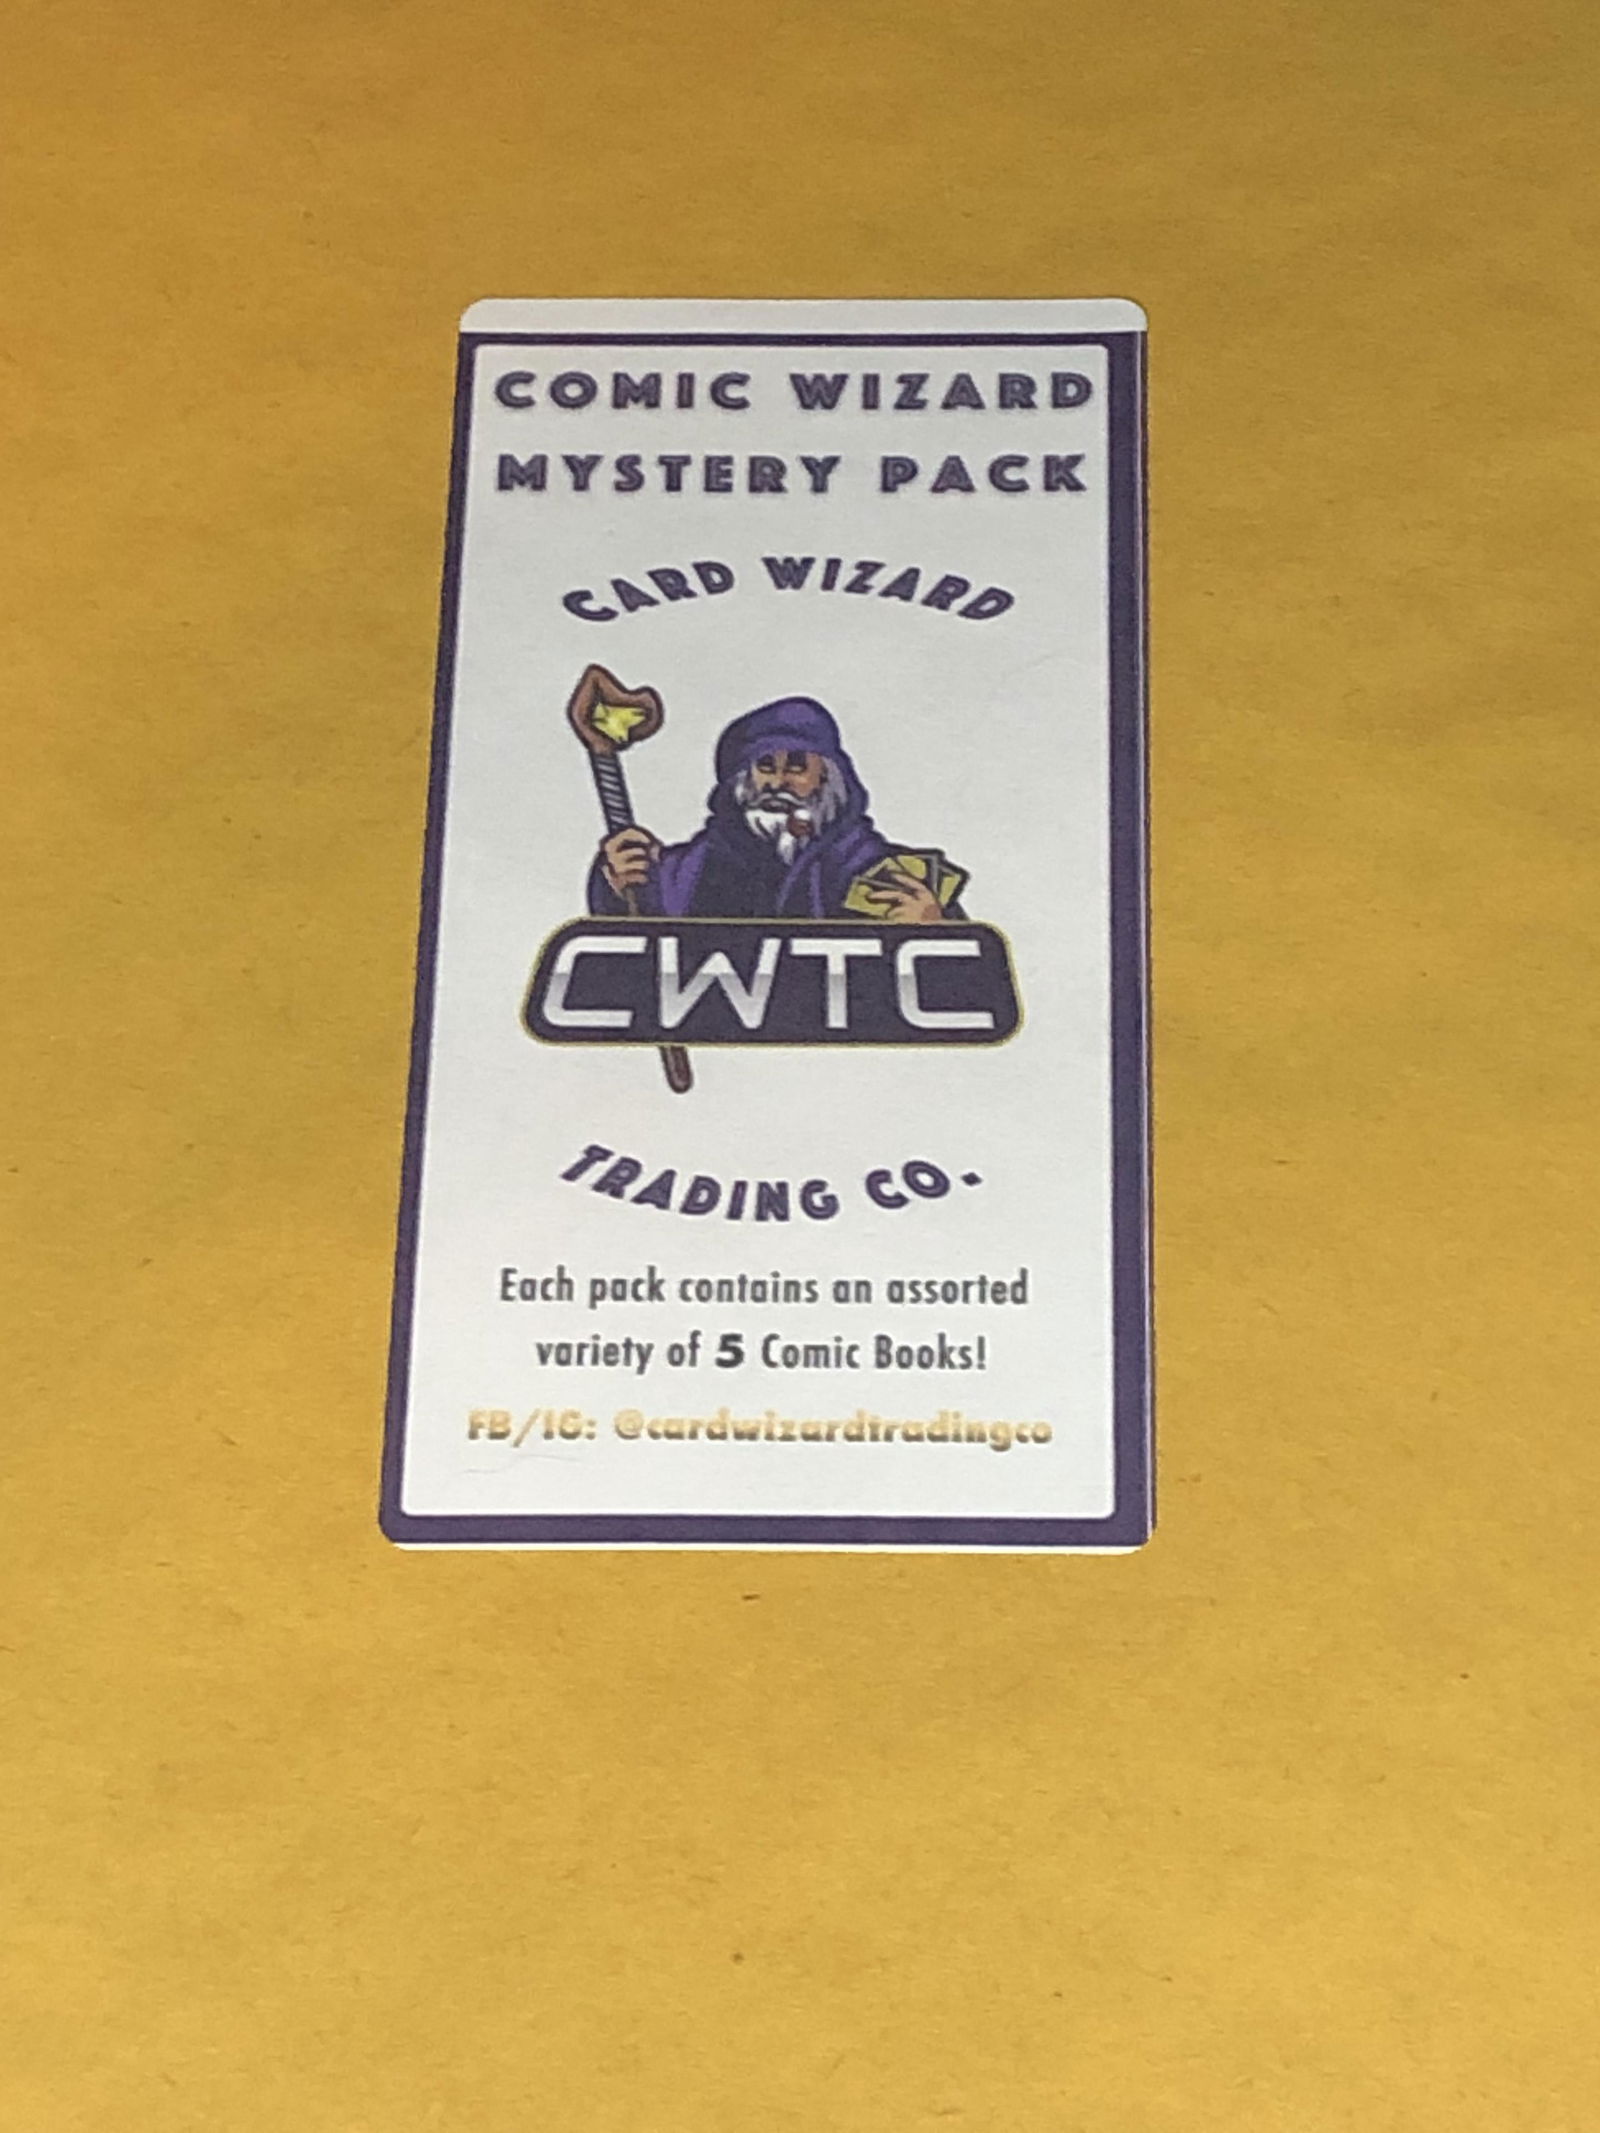 COMIC WIZARD
MYSTERY PACK
CARD WIZARD
CWTC
TRADING CO.
Each pack contains an assorted
variety of 5 Comic Books!
FB/IG: @cardwizardtradingco